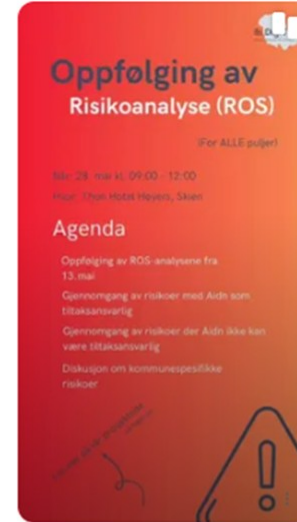 Oppfølging av
Risikoanalyse (ROS)
(For ALLE puljer)
Når: 28. mai kl. 09:00 - 12:00
Hvor: Thon Hotel Høyers, Skien
Agenda
Oppfølging av ROS-analysene fra
13. mai
Gjennomgang av risikoer med Aidn som
tiltaksansvarlig
Gjennomgang av risikoer der Aidn ikke kan
være tiltaksansvarlig
Diskusjon om kommunespesifikke
risikoer